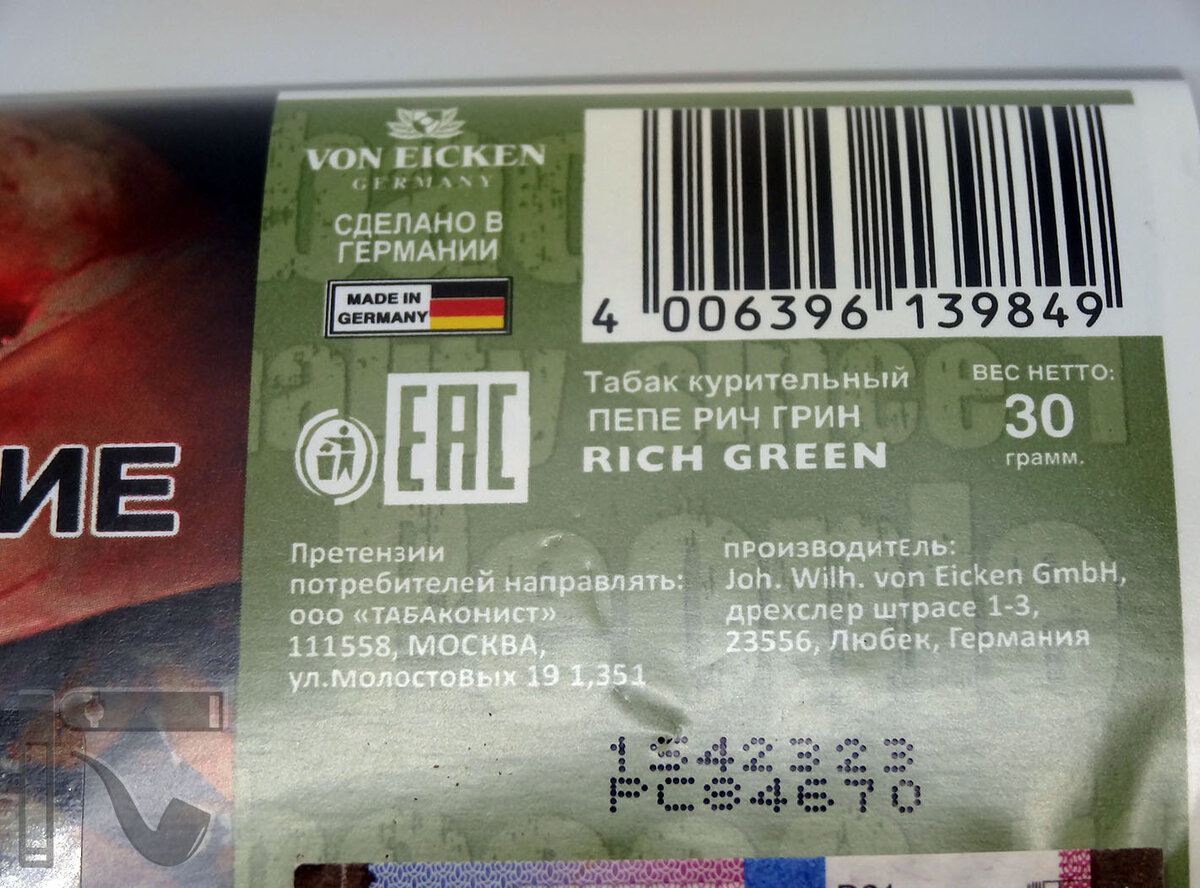 VON EICKEN
GERMANY
СДЕЛАНО В
ГЕРМАНИИ
MADE IN
GERMANY
4 006396 139849
ИЕ
EAC
Табак курительный
ПЕПЕ РИЧ ГРИН
RICH GREEN
ВЕС НЕТТО:
30
грамм.
Претензии
потребителей направлять:
ООО «ТАБАКОНИСТ»
111558, МОСКВА,
ул.Молостовых 19 1,351
ПРОИЗВОДИТЕЛЬ:
Joh. Wilh. von Eicken GmbH,
дрехслер штрасе 1-3,
23556, Любек, Германия
1542323
PC84670